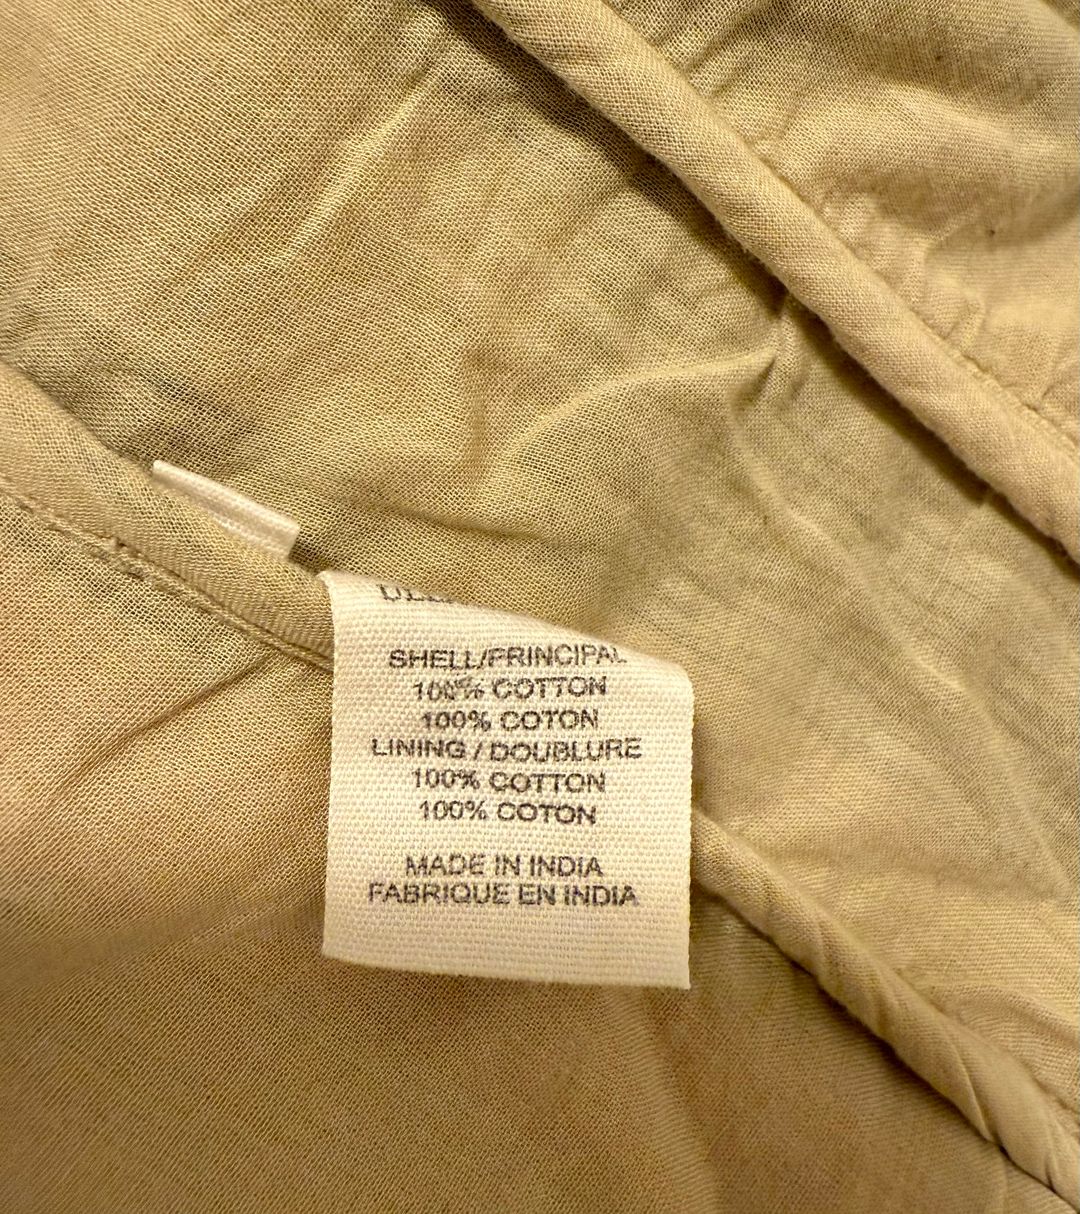 SHELL/PRINCIPAL
100% COTTON
100% COTON
LINING / DOUBLURE
100% COTTON
100% COTON
MADE IN INDIA
FABRIQUE EN INDIA